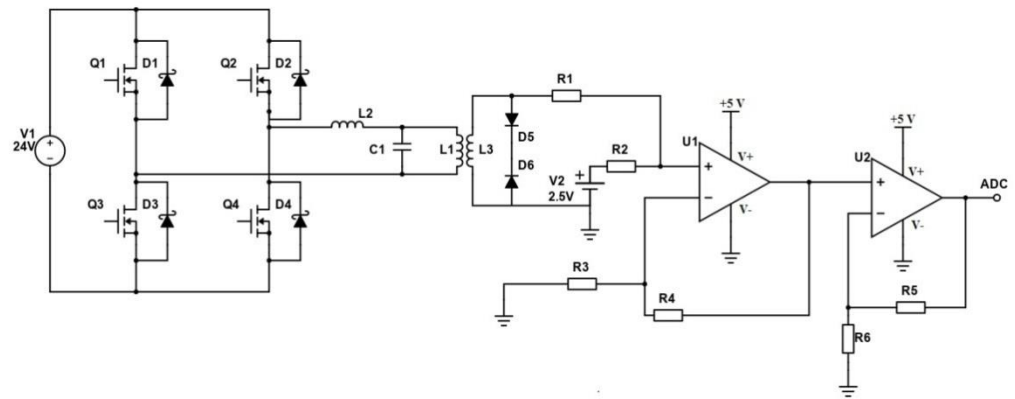 Q1
D1
Q2
D2
V1
24V
+
−
L2
C1
L1
L3
Q3
D3
Q4
D4
R1
D5
D6
R2
V2
2.5V
+
U1
+5 V
V+
+
−
V-
R3
R4
U2
+5 V
V+
+
−
V-
ADC
R5
R6